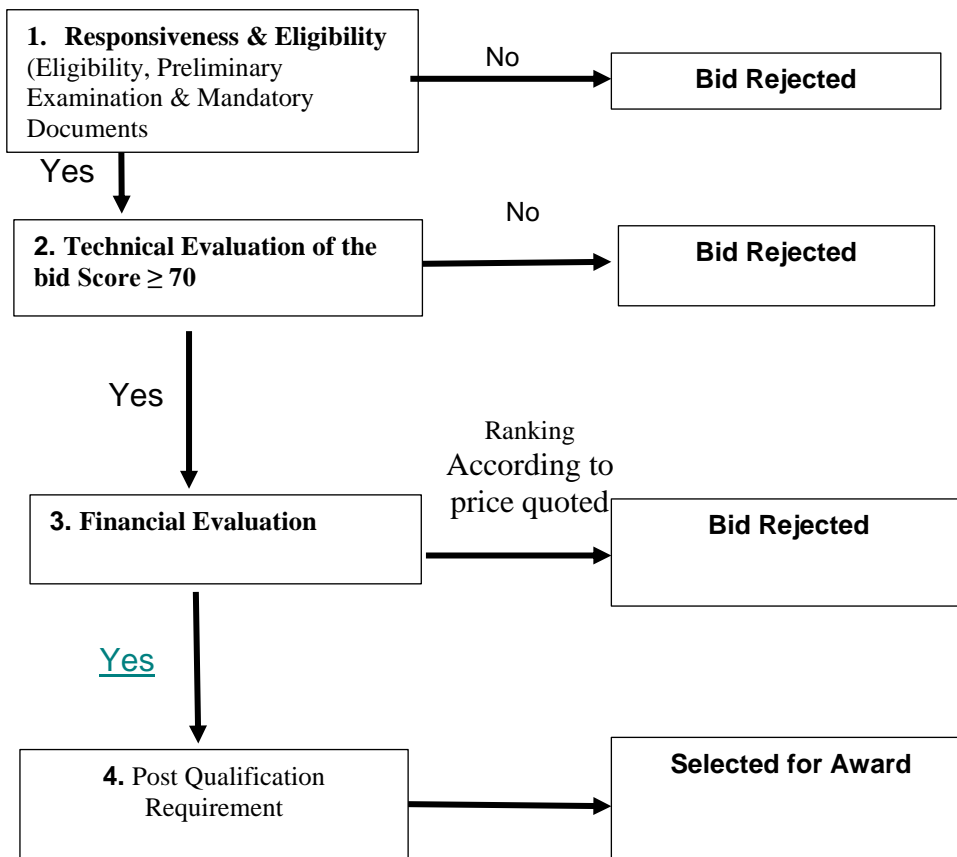 1. Responsiveness & Eligibility
(Eligibility, Preliminary
Examination & Mandatory
Documents
No
Bid Rejected
Yes
2. Technical Evaluation of the
bid Score ≥ 70
No
Bid Rejected
Yes
Ranking
According to
price quoted
3. Financial Evaluation
Bid Rejected
Yes
4. Post Qualification
Requirement
Selected for Award